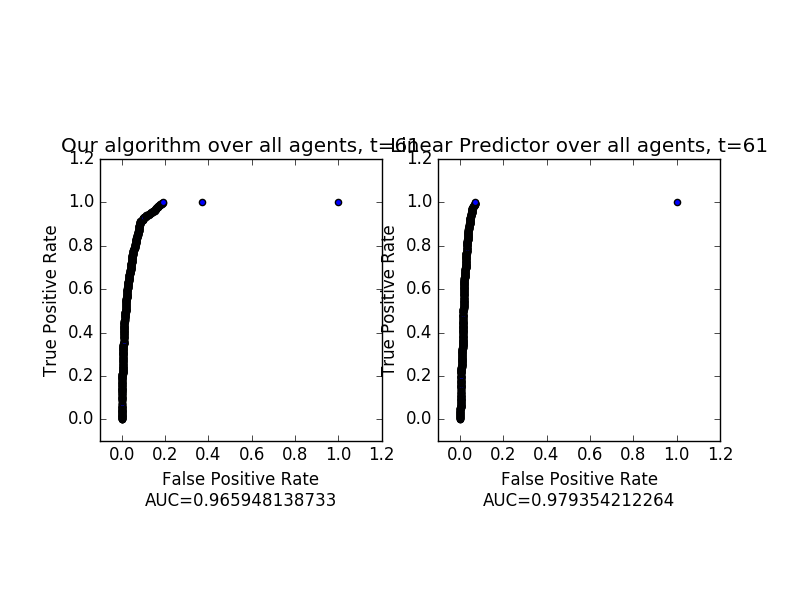 Our algorithm over all agents, t=61
Linear Predictor over all agents, t=61
1.2
1.0
0.8
0.6
0.4
0.2
0.0
True Positive Rate
0.0 0.2 0.4 0.6 0.8 1.0 1.2
False Positive Rate
AUC=0.965948138733
1.2
1.0
0.8
0.6
0.4
0.2
0.0
True Positive Rate
0.0 0.2 0.4 0.6 0.8 1.0 1.2
False Positive Rate
AUC=0.979354212264